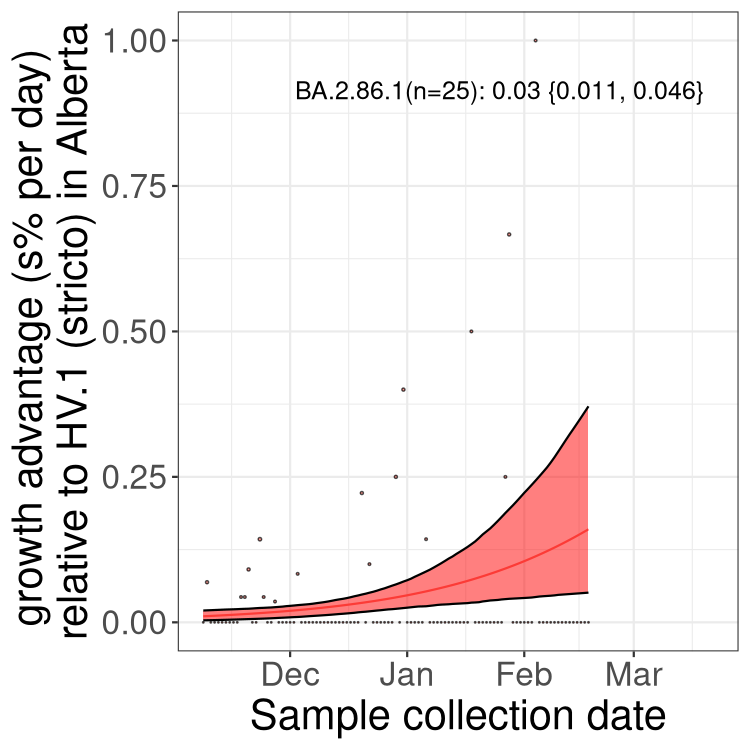 growth advantage (s% per day)
relative to HV.1 (stricto) in Alberta
1.00
BA.2.86.1(n=25): 0.03 {0.011, 0.046}
0.75
0.50
0.25
0.00
Dec Jan Feb Mar
Sample collection date